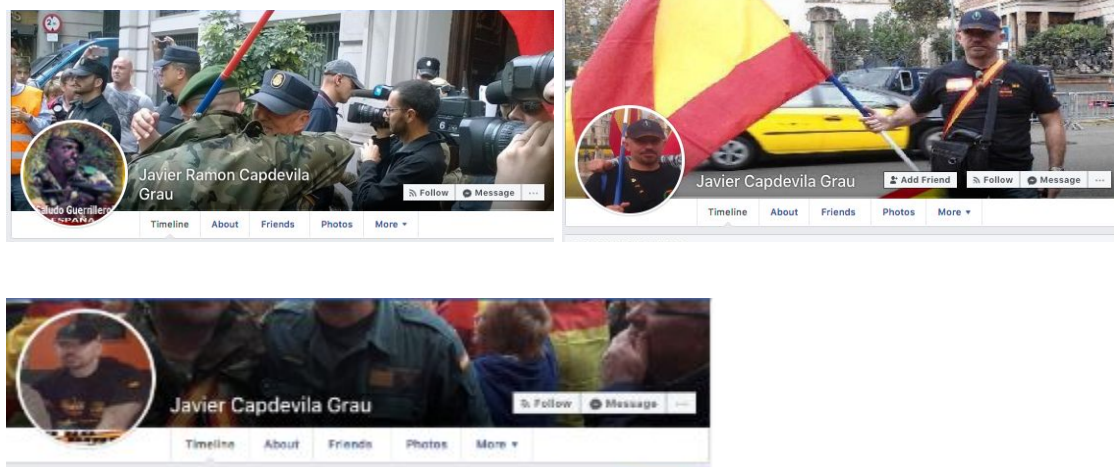 Javier Ramon Capdevila
Grau
Follow Message ...
Saludo Guerrillero
ESPAÑA
Timeline About Friends Photos More
Javier Capdevila Grau
Add Friend Follow Message ...
Timeline About Friends Photos More
Javier Capdevila Grau
Follow Message ...
Timeline About Friends Photos More